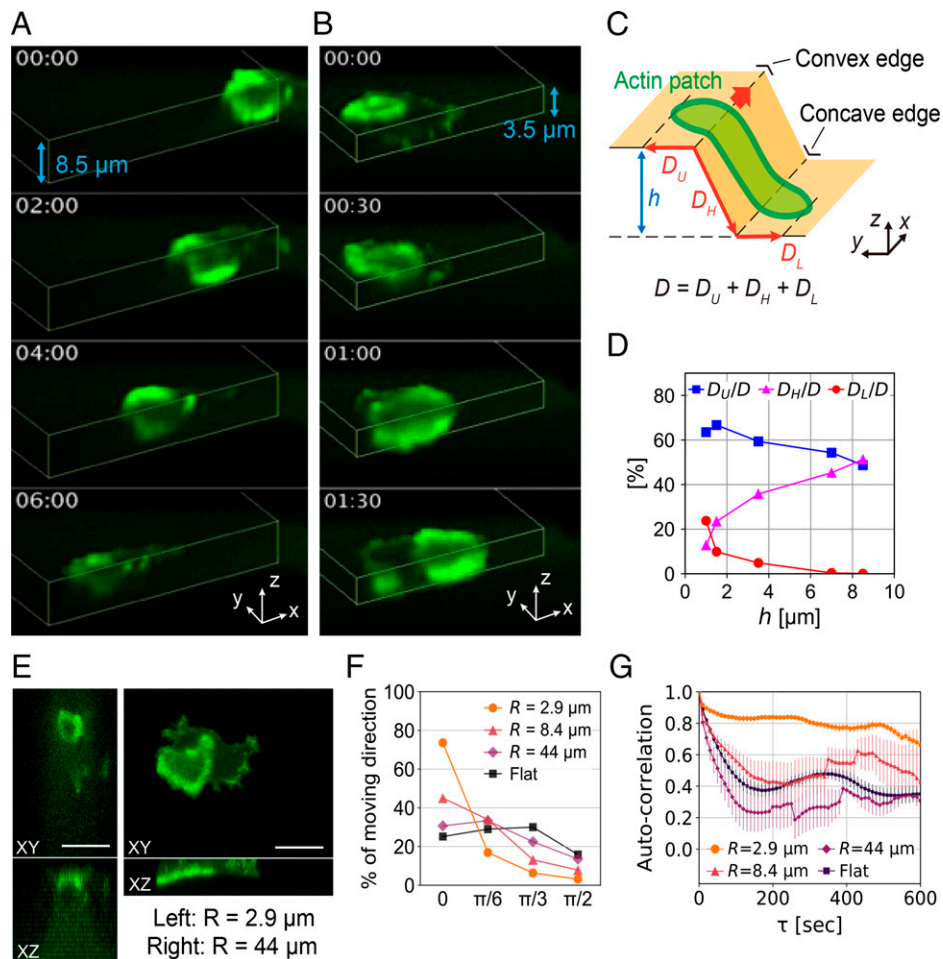 A
00:00
8.5 µm
02:00
04:00
06:00
z
y
x
B
00:00
3.5 µm
00:30
01:00
01:30
z
y
x
C
Convex edge
Actin patch
Concave edge
D_U
h
D_H
D_L
z
x
y
D = D_U + D_H + D_L
D
D_U/D D_H/D D_L/D
80
60
40
20
0
[%]
0 2 4 6 8 10
h [µm]
E
XY
XZ
XY
XZ
Left: R = 2.9 µm
Right: R = 44 µm
F
100
80
60
40
20
0
% of moving direction
R = 2.9 µm
R = 8.4 µm
R = 44 µm
Flat
0 π/6 π/3 π/2
G
1.0
0.8
0.6
0.4
0.2
0.0
Auto-correlation
R=2.9 µm R=44 µm
R=8.4 µm Flat
0 200 400 600
τ [sec]